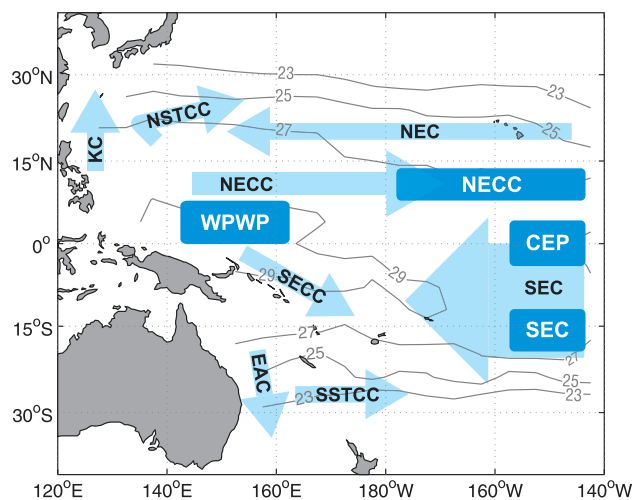 30°N
23
23
25
25
NSTCC
27
NEC
KC
15°N
NECC
NECC
WPWP
0°
CEP
29
29
SECC
SEC
SEC
15°S
27
27
25
EAC
25
23
SSTCC
23
30°S
120°E
140°E
160°E
180°W
160°W
140°W